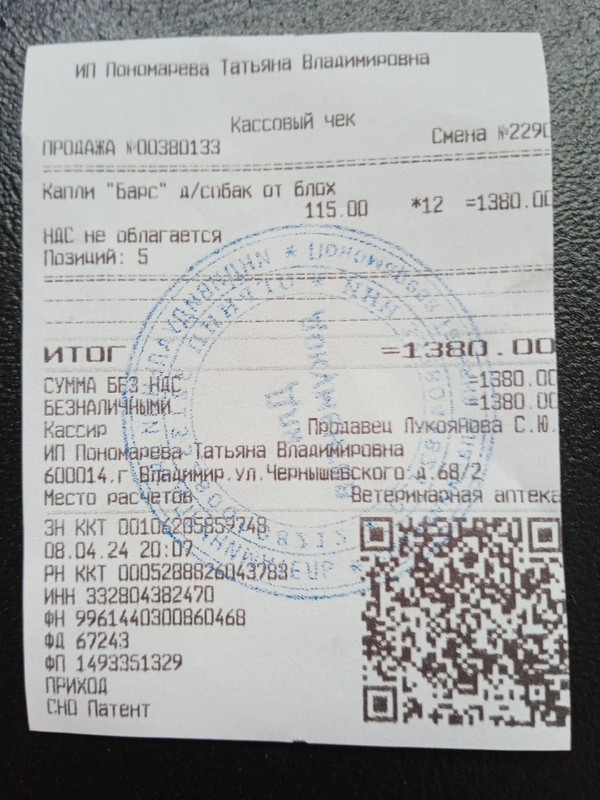 ИП Пономарева Татьяна Владимировна
Кассовый чек
ПРОДАЖА №00380133 Смена №2290
Капли "Барс" д/собак от блох
115.00 *12 =1380.00
НДС не облагается
Позиций: 5
ИТОГ =1380.00
СУММА БЕЗ НДС =1380.00
БЕЗНАЛИЧНЫМИ =1380.00
Кассир Продавец Лукоянова С.Ю.
ИП Пономарева Татьяна Владимировна
600014.г Владимир.ул.Чернышевского д.68/2
Место расчетов Ветеринарная аптека
ЗН ККТ 00106285859748
08.04.24 20:07
РН ККТ 0005288826043783
ИНН 332804382470
ФН 9961440300860468
ФД 67243
ФП 1493351329
ПРИХОД
СНО Патент